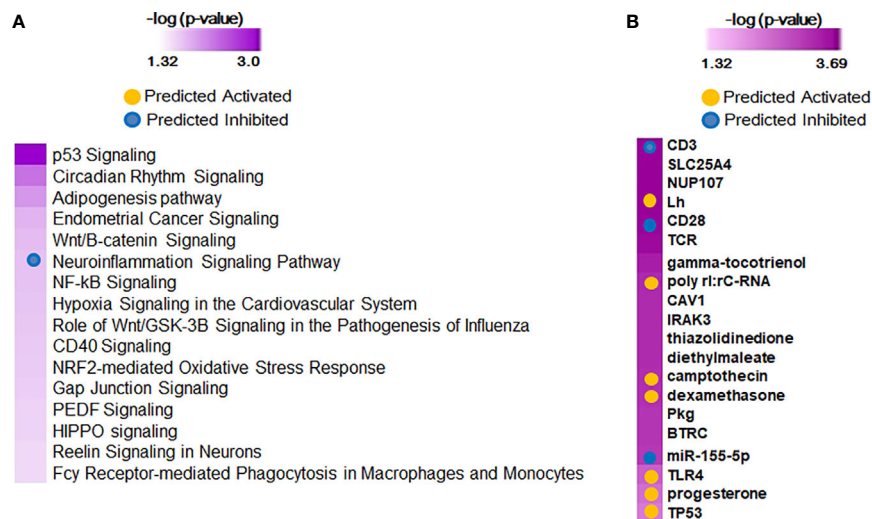 A
-log (p-value)
1.32 3.0
Predicted Activated
Predicted Inhibited
p53 Signaling
Circadian Rhythm Signaling
Adipogenesis pathway
Endometrial Cancer Signaling
Wnt/B-catenin Signaling
Neuroinflammation Signaling Pathway
NF-kB Signaling
Hypoxia Signaling in the Cardiovascular System
Role of Wnt/GSK-3B Signaling in the Pathogenesis of Influenza
CD40 Signaling
NRF2-mediated Oxidative Stress Response
Gap Junction Signaling
PEDF Signaling
HIPPO signaling
Reelin Signaling in Neurons
Fcy Receptor-mediated Phagocytosis in Macrophages and Monocytes
B
-log (p-value)
1.32 3.69
Predicted Activated
Predicted Inhibited
CD3
SLC25A4
NUP107
Lh
CD28
TCR
gamma-tocotrienol
poly rI:rC-RNA
CAV1
IRAK3
thiazolidinedione
diethylmaleate
camptothecin
dexamethasone
Pkg
BTRC
miR-155-5p
TLR4
progesterone
TP53